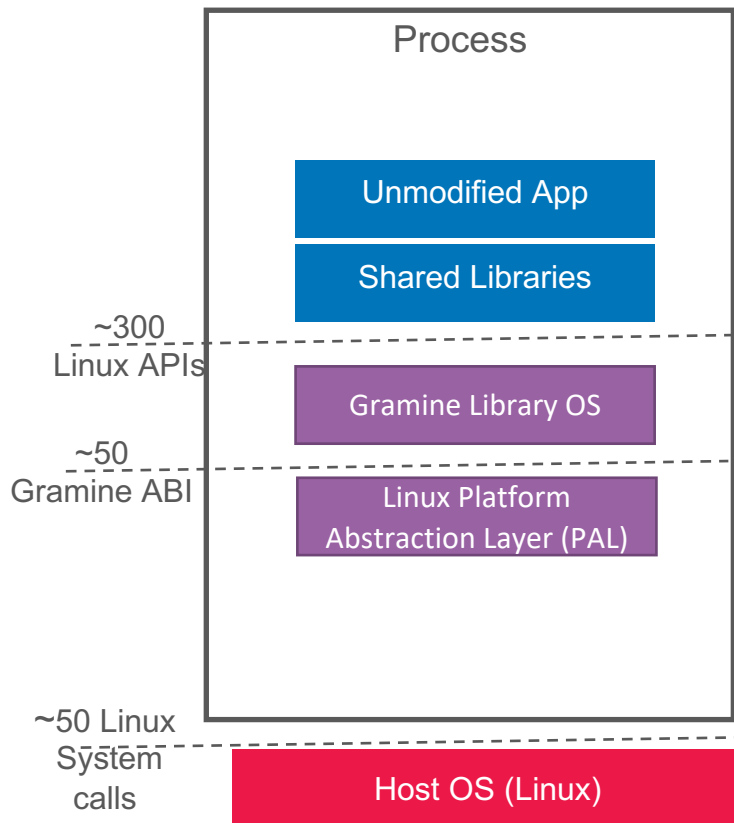 Process
Unmodified App
Shared Libraries
~300
Linux APIs
Gramine Library OS
~50
Gramine ABI
Linux Platform
Abstraction Layer (PAL)
~50 Linux
System
calls
Host OS (Linux)